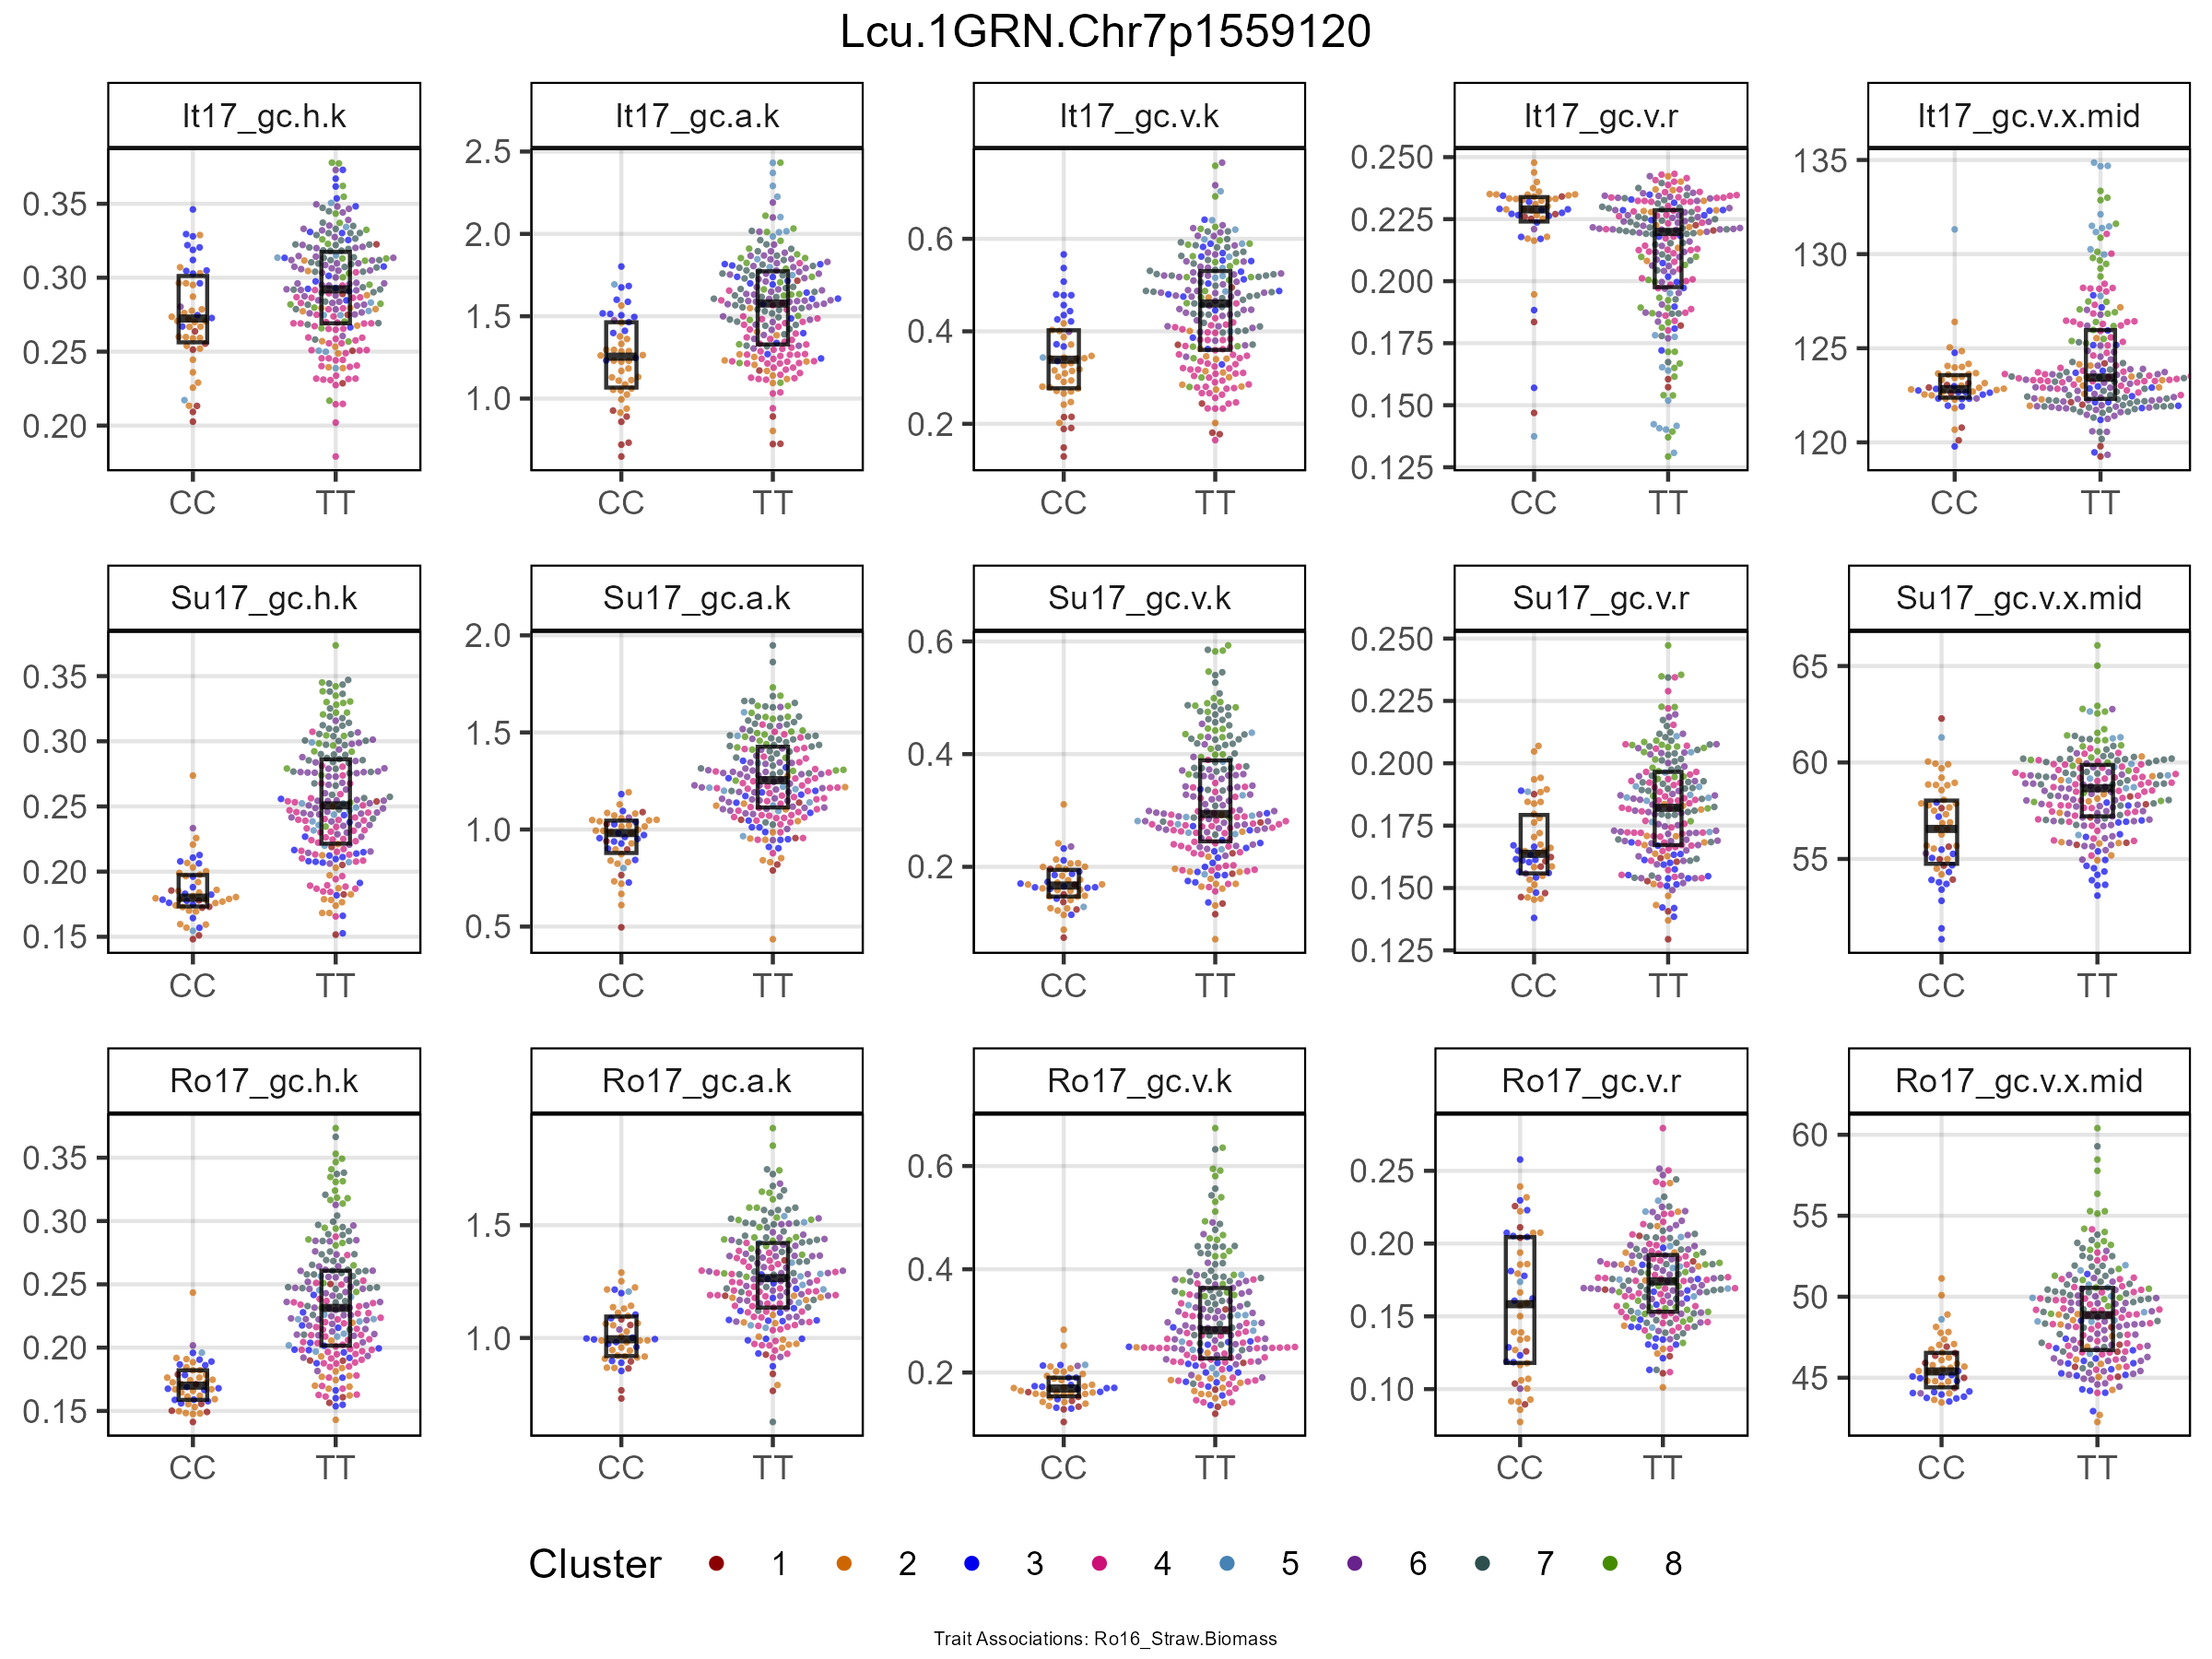 Lcu.1GRN.Chr7p1559120
It17_gc.h.k It17_gc.a.k It17_gc.v.k It17_gc.v.r It17_gc.v.x.mid
0.35 0.30 0.25 0.20
2.5 2.0 1.5 1.0
0.6 0.4 0.2
0.250 0.225 0.200 0.175 0.150 0.125
135 130 125 120
CC TT CC TT CC TT CC TT CC TT
Su17_gc.h.k Su17_gc.a.k Su17_gc.v.k Su17_gc.v.r Su17_gc.v.x.mid
0.35 0.30 0.25 0.20 0.15
2.0 1.5 1.0 0.5
0.6 0.4 0.2
0.250 0.225 0.200 0.175 0.150 0.125
65 60 55
CC TT CC TT CC TT CC TT CC TT
Ro17_gc.h.k Ro17_gc.a.k Ro17_gc.v.k Ro17_gc.v.r Ro17_gc.v.x.mid
0.35 0.30 0.25 0.20 0.15
1.5 1.0
0.6 0.4 0.2
0.25 0.20 0.15 0.10
60 55 50 45
CC TT CC TT CC TT CC TT CC TT
Cluster 1 2 3 4 5 6 7 8
Trait Associations: Ro16_Straw.Biomass